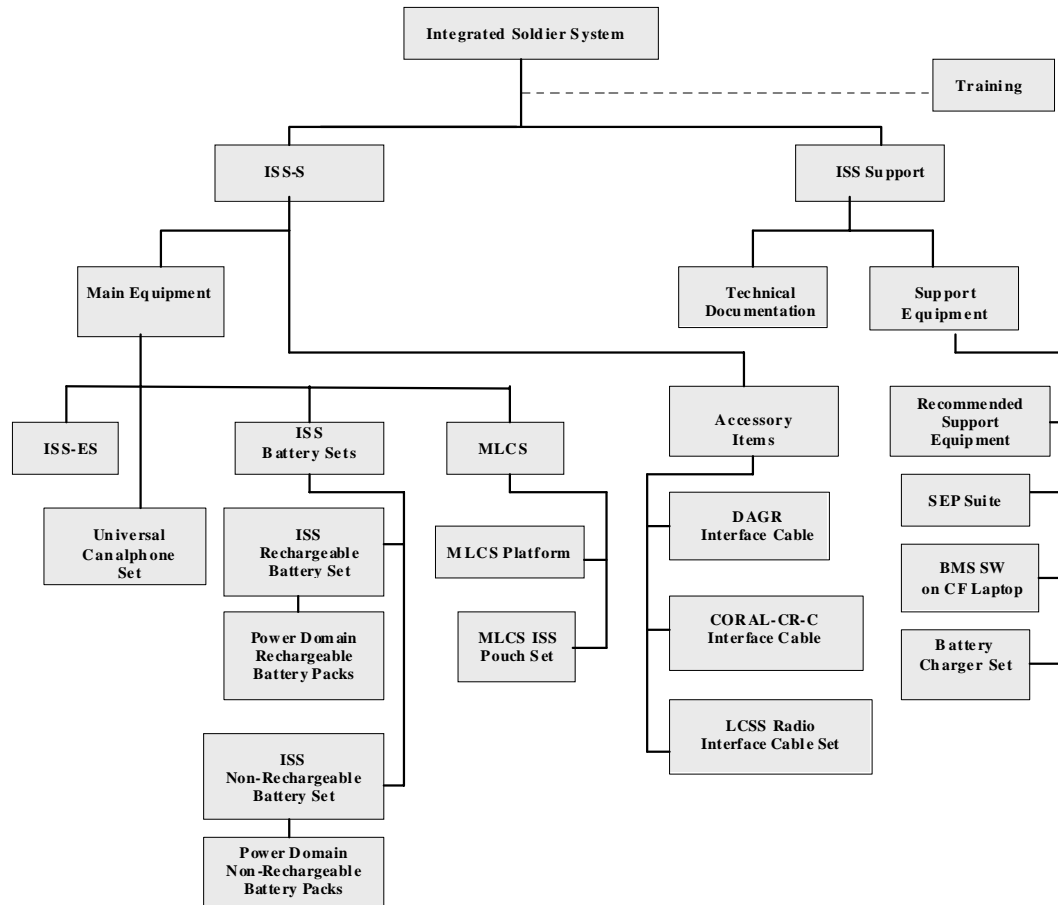 Integrated Soldier System
Training
ISS-S
ISS Support
Main Equipment
Technical
Documentation
Support
Equipment
ISS-ES
ISS
Battery Sets
MLCS
Accessory
Items
Recommended
Support
Equipment
Universal
Canalphone
Set
ISS
Rechargeable
Battery Set
MLCS Platform
DAGR
Interface Cable
SEP Suite
BMS SW
on CF Laptop
Power Domain
Rechargeable
Battery Packs
MLCS ISS
Pouch Set
CORAL-CR-C
Interface Cable
Battery
Charger Set
LCSS Radio
Interface Cable Set
ISS
Non-Rechargeable
Battery Set
Power Domain
Non-Rechargeable
Battery Packs